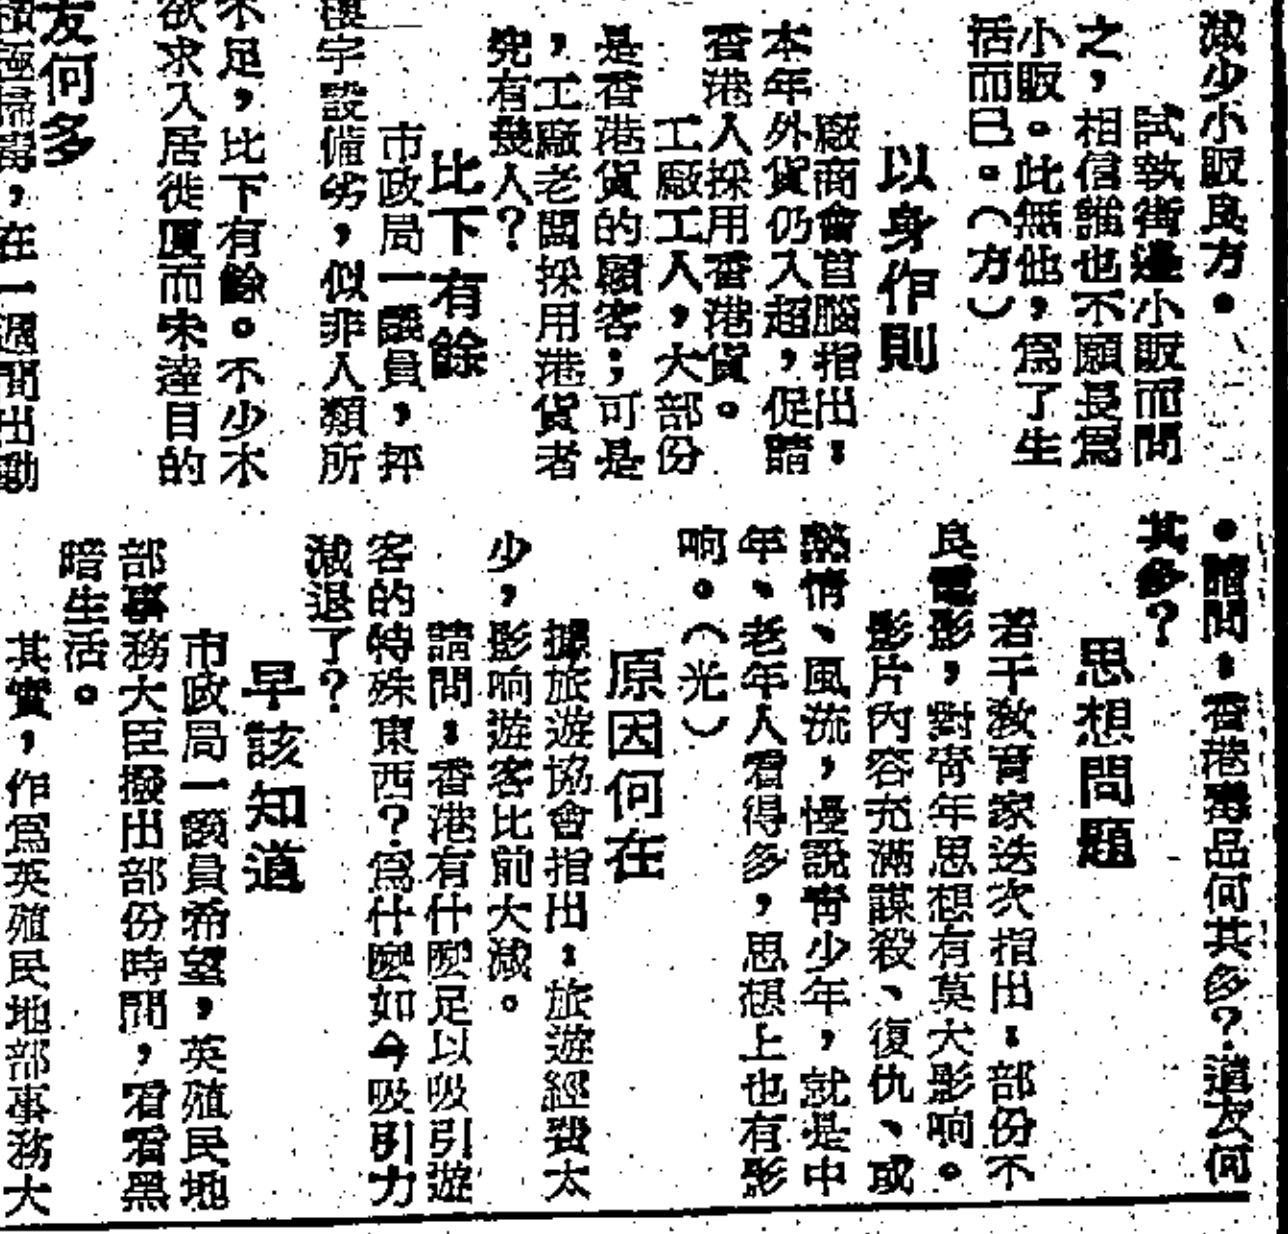 減少小販良方。
試執街邊小販而問
之，相信誰也不願長爲
小販。此無他，爲了生
活而已。（方）
以身作則
廠商會首腦指出：
本年外貨仍入超，促請
香港人採用香港貨。
工廠工人，大部份
是香港貨的顧客；可是
，工廠老闆採用港貨者
究有幾人？
比下有餘
市政局一議員，抨
樓宇設備劣，似非人類所
不足，比下有餘。不少木
欲求入居徙廈而未達目的
友何多
積極掃毒，在一週間出動
。請問：香港毒品何其多？道友何
其多？
思想問題
若干敎育家迭次指出：部份不
良電影，對靑年思想有莫大影响。
影片內容充滿謀殺、復仇、或
熱情、風流，慢說靑少年，就是中
年、老年人看得多，思想上也有影
响。（光）
原因何在
據旅遊協會指出：旅遊經費太
少，影响遊客比前大減。
請問：香港有什麽足以吸引遊
客的特殊東西？爲什麽如今吸引力
減退了？
早該知道
市政局一議員希望，英殖民地
部事務大臣撥出部份時間，看看黑
暗生活。
其實，作爲英殖民地部事務大